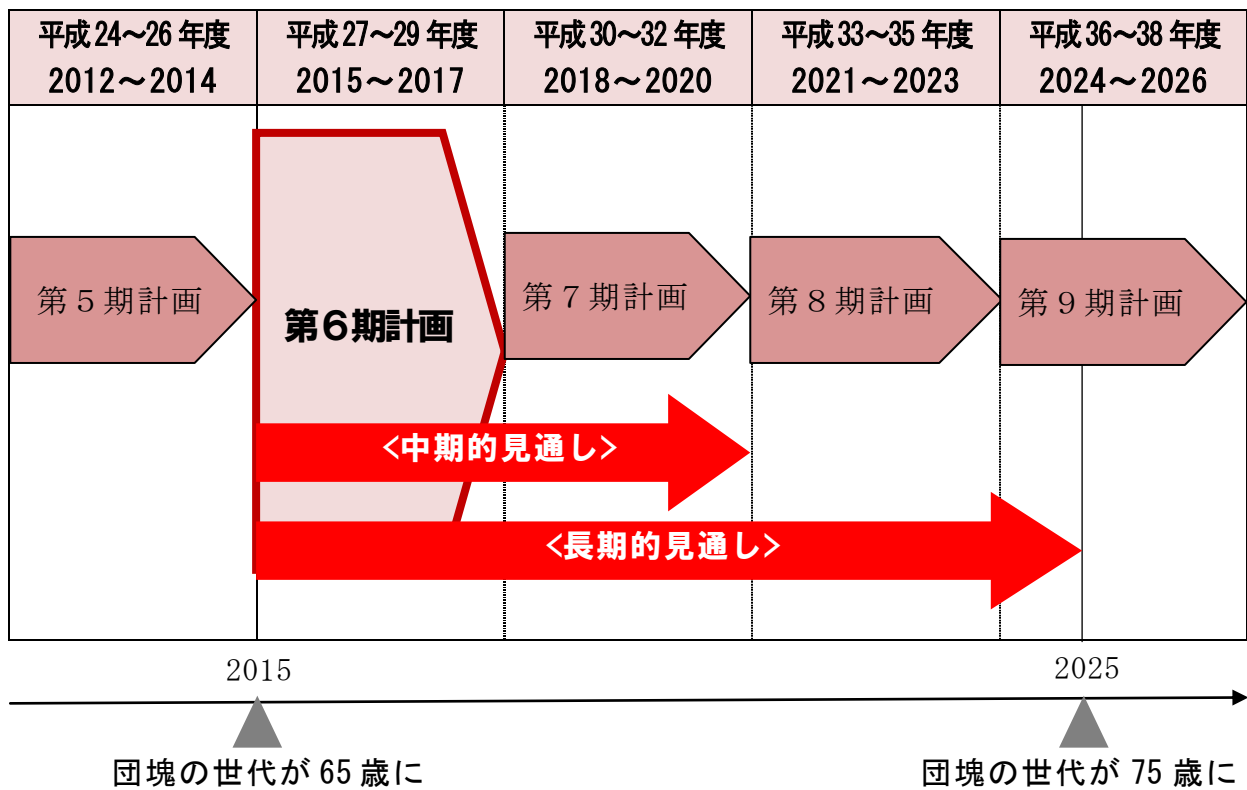 平成24～26年度
2012～2014
平成27～29年度
2015～2017
平成30～32年度
2018～2020
平成33～35年度
2021～2023
平成36～38年度
2024～2026
第５期計画
第６期計画
第７期計画
第８期計画
第９期計画
<中期的見通し>
<長期的見通し>
2015
2025
団塊の世代が65歳に
団塊の世代が75歳に